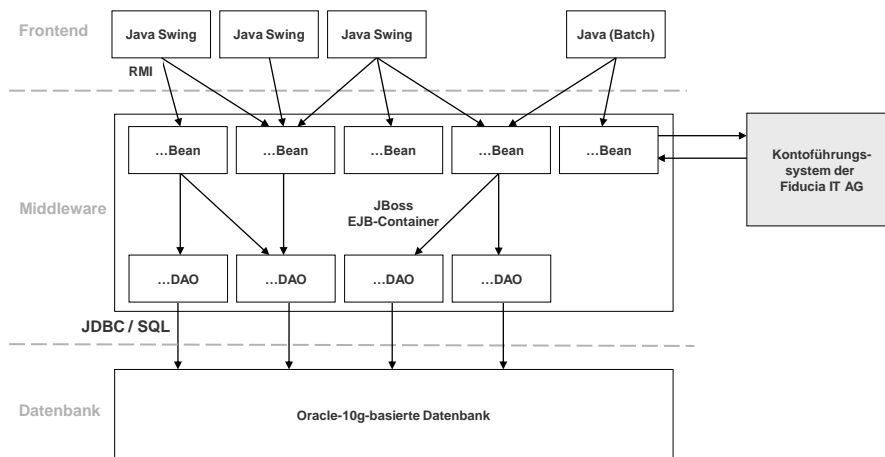 Frontend
Java Swing
Java Swing
Java Swing
Java (Batch)
RMI
...Bean
...Bean
...Bean
...Bean
...Bean
Kontoführungs-
system der
Fiducia IT AG
Middleware
JBoss
EJB-Container
...DAO
...DAO
...DAO
...DAO
JDBC / SQL
Datenbank
Oracle-10g-basierte Datenbank